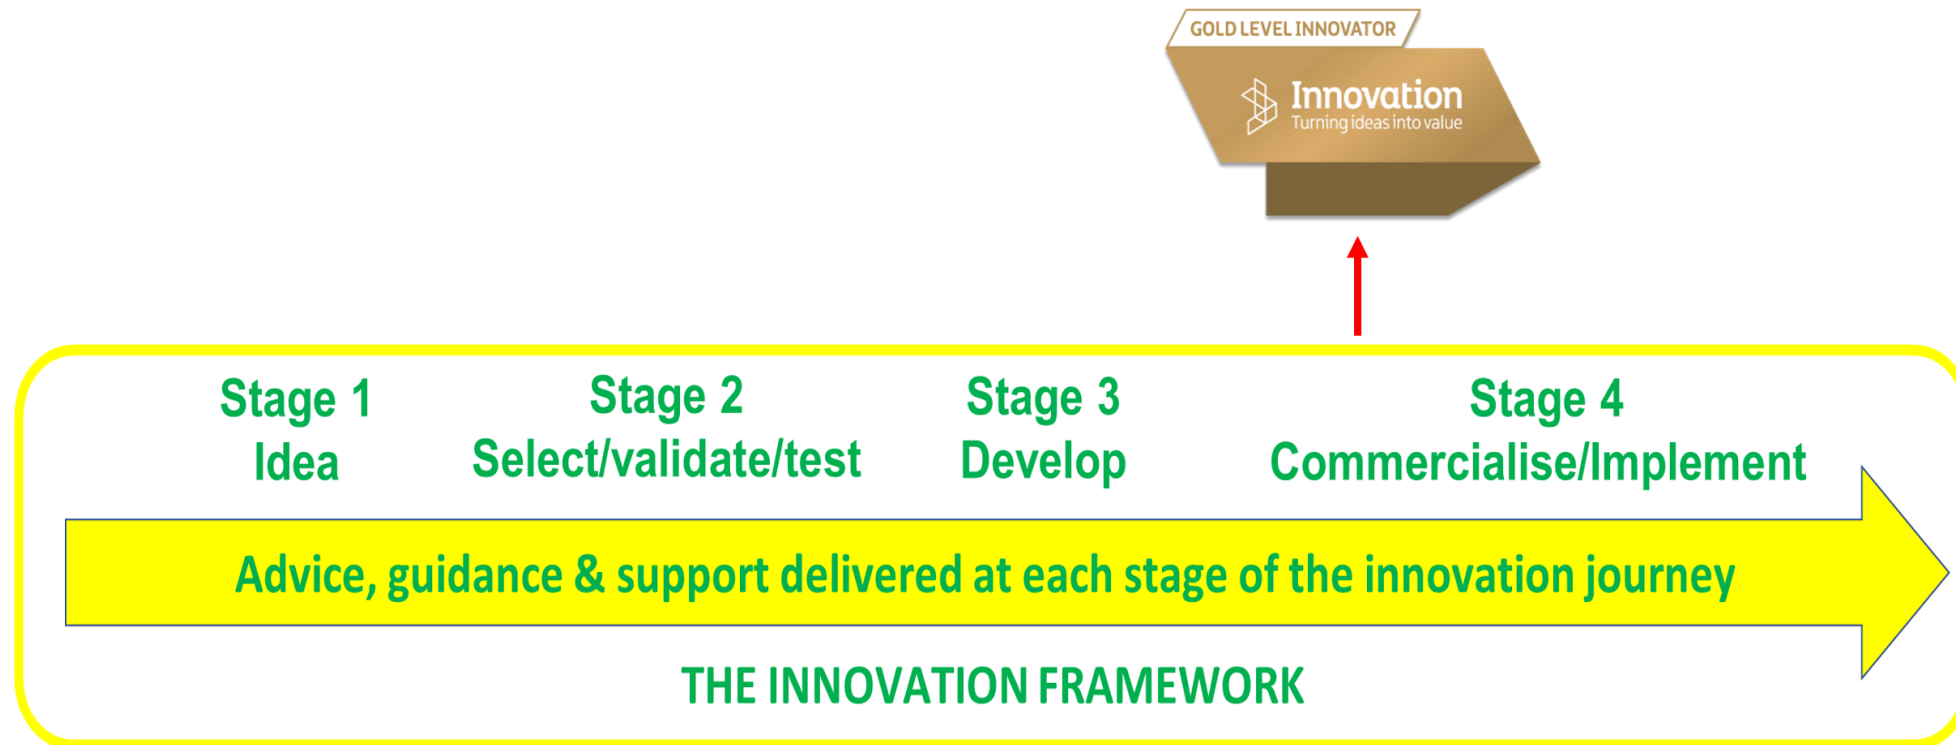 GOLD LEVEL INNOVATOR
Innovation
Turning ideas into value
Stage 1
Idea
Stage 2
Select/validate/test
Stage 3
Develop
Stage 4
Commercialise/Implement
Advice, guidance & support delivered at each stage of the innovation journey
THE INNOVATION FRAMEWORK